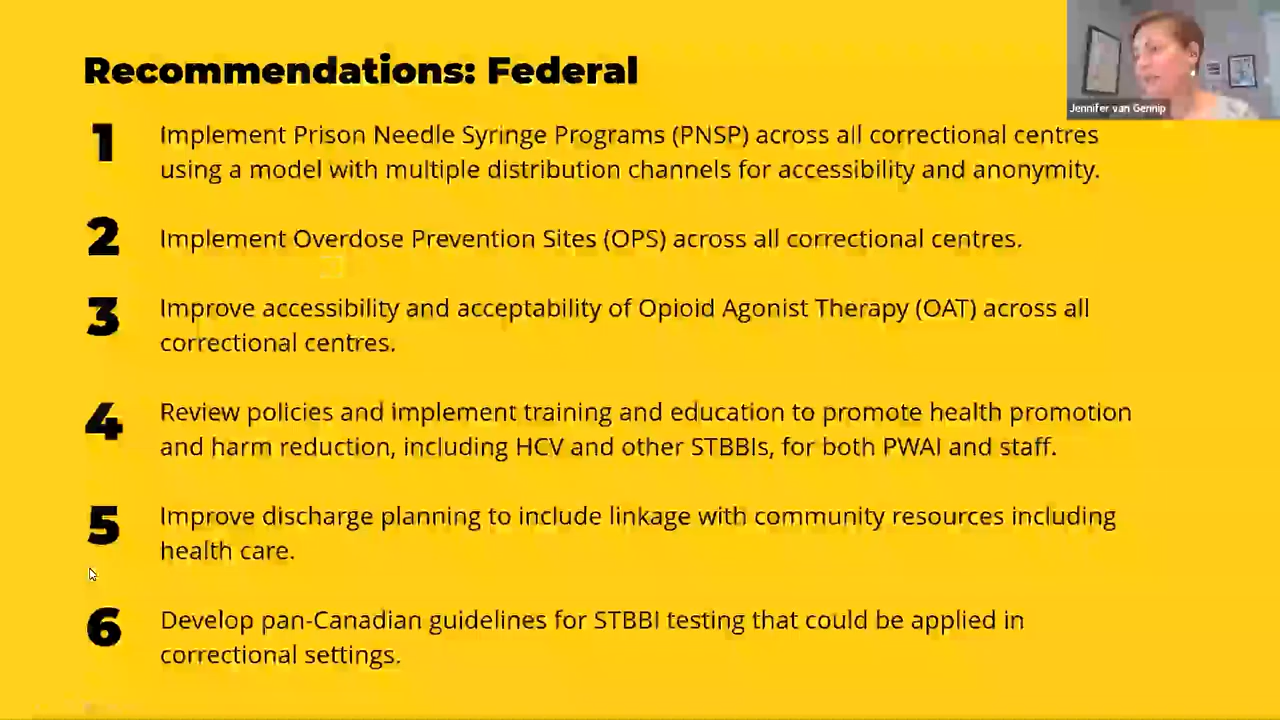 Recommendations: Federal
Jennifer van Gennip
1
Implement Prison Needle Syringe Programs (PNSP) across all correctional centres
using a model with multiple distribution channels for accessibility and anonymity.
2
Implement Overdose Prevention Sites (OPS) across all correctional centres.
3
Improve accessibility and acceptability of Opioid Agonist Therapy (OAT) across all
correctional centres.
4
Review policies and implement training and education to promote health promotion
and harm reduction, including HCV and other STBBIs, for both PWAI and staff.
5
Improve discharge planning to include linkage with community resources including
health care.
6
Develop pan-Canadian guidelines for STBBI testing that could be applied in
correctional settings.